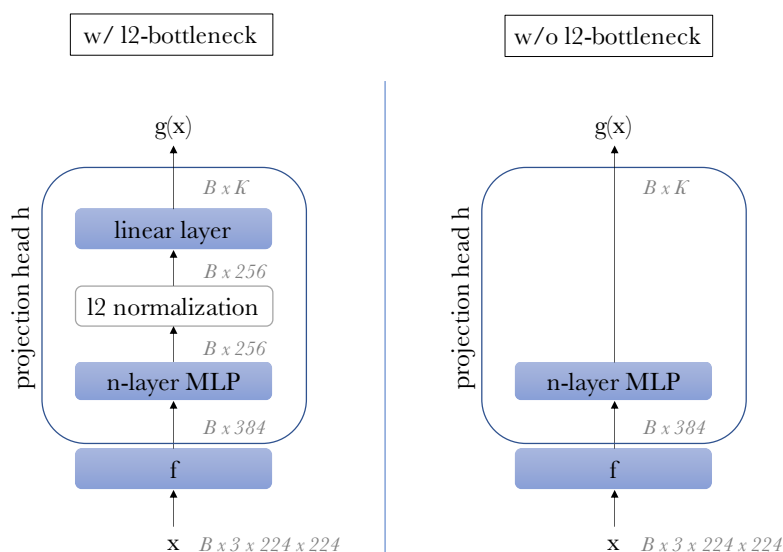 w/ l2-bottleneck
g(x)
B x K
linear layer
B x 256
l2 normalization
B x 256
n-layer MLP
B x 384
f
x B x 3 x 224 x 224
projection head h
w/o l2-bottleneck
g(x)
B x K
n-layer MLP
B x 384
f
x B x 3 x 224 x 224
projection head h